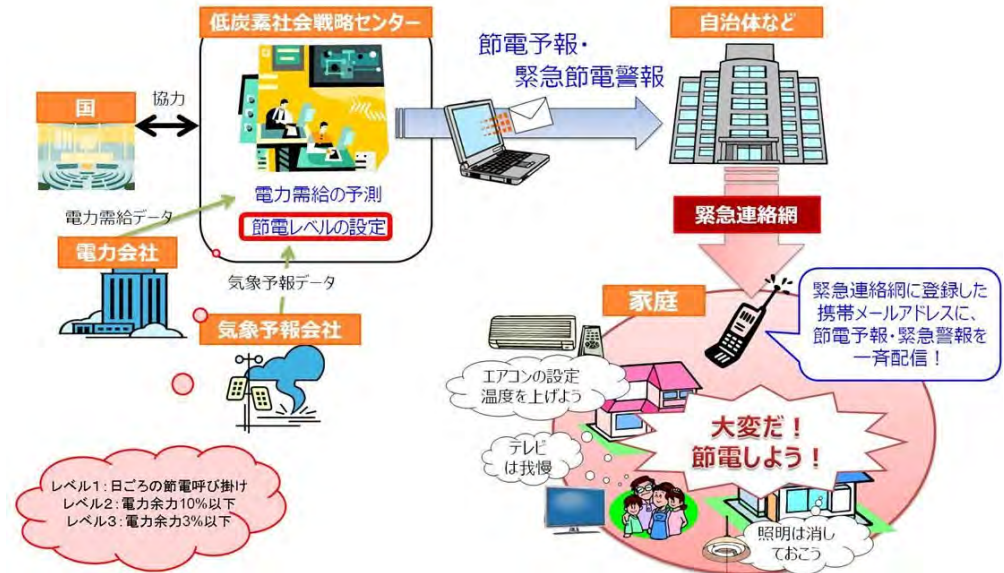 低炭素社会戦略センター
節電予報・
緊急節電警報
自治体など
国
協力
電力需給の予測
節電レベルの設定
電力需給データ
電力会社
気象予報データ
気象予報会社
緊急連絡網
家庭
緊急連絡網に登録した
携帯メールアドレスに、
節電予報・緊急警報を
一斉配信！
エアコンの設定
温度を上げよう
テレビ
は我慢
大変だ！
節電しよう！
照明は消し
ておこう
レベル1：日ごろの節電呼び掛け
レベル2：電力余力10%以下
レベル3：電力余力3%以下